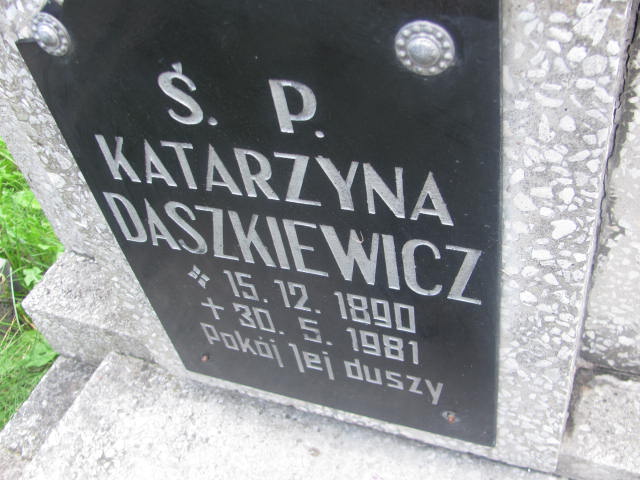 Ś. P.
KATARZYNA
DASZKIEWICZ
15. 12. 1890
+ 30. 5. 1981
Pokój Jej duszy